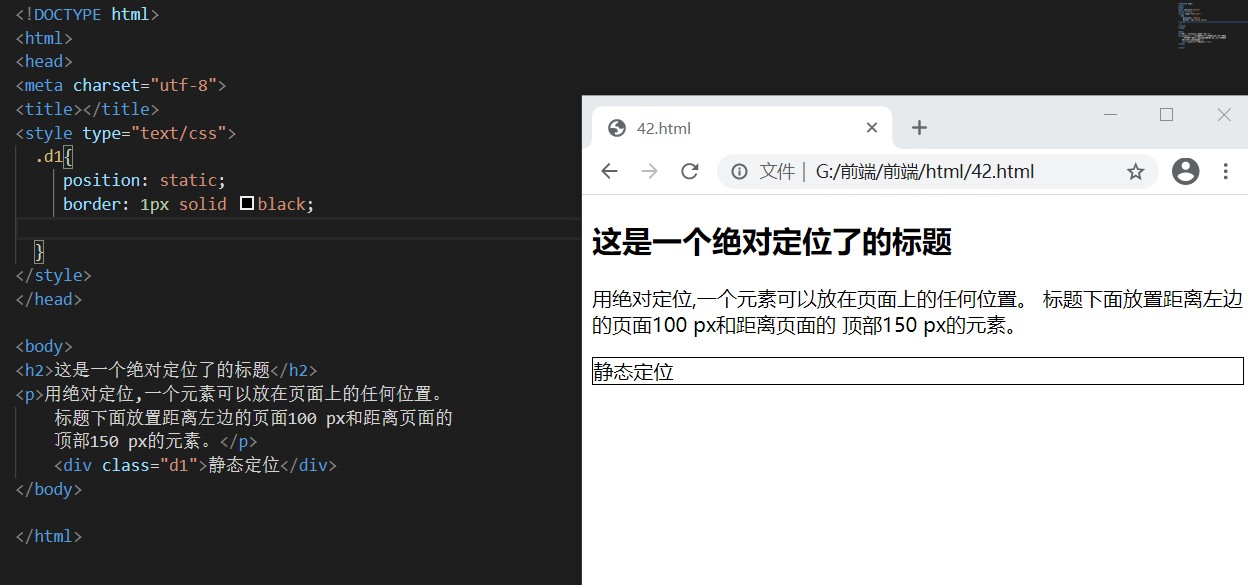 <!DOCTYPE html>
<html>
<head>
<meta charset="utf-8">
<title></title>
<style type="text/css">
.d1{
position: static;
border: 1px solid black;
}
</style>
</head>
<body>
<h2>这是一个绝对定位了的标题</h2>
<p>用绝对定位,一个元素可以放在页面上的任何位置。
标题下面放置距离左边的页面100 px和距离页面的
顶部150 px的元素。</p>
<div class="d1">静态定位</div>
</body>
</html>
42.html
文件 | G:/前端/前端/html/42.html
这是一个绝对定位了的标题
用绝对定位,一个元素可以放在页面上的任何位置。 标题下面放置距离左边
的页面100 px和距离页面的 顶部150 px的元素。
静态定位